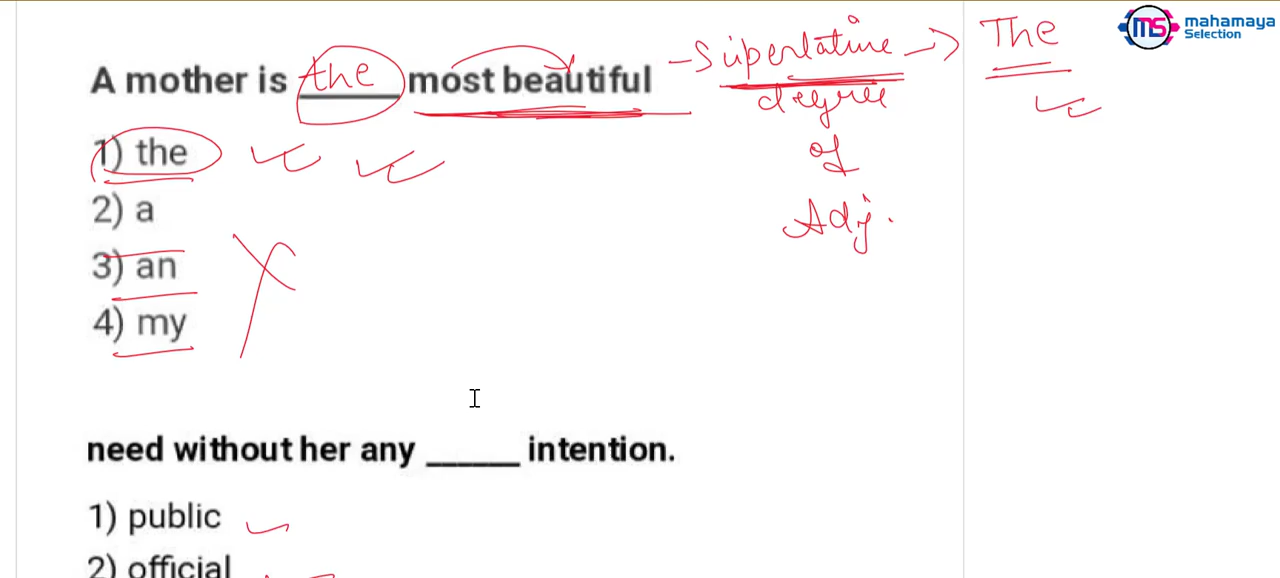 A mother is the most beautiful - Superlative → The
degree
of
Adj.
1) the
2) a
3) an
4) my
need without her any ______ intention.
1) public
2) official
mahamaya
Selection
MS